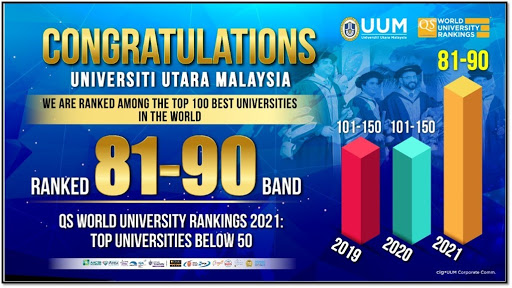 CONGRATULATIONS
UNIVERSITI UTARA MALAYSIA
WE ARE RANKED AMONG THE TOP 100 BEST UNIVERSITIES
IN THE WORLD
RANKED 81-90 BAND
QS WORLD UNIVERSITY RANKINGS 2021:
TOP UNIVERSITIES BELOW 50
UUM
Universiti Utara Malaysia
QS WORLD
UNIVERSITY
RANKINGS
81-90
101-150 101-150
2019 2020 2021
cig•UUM Corporate Comm.